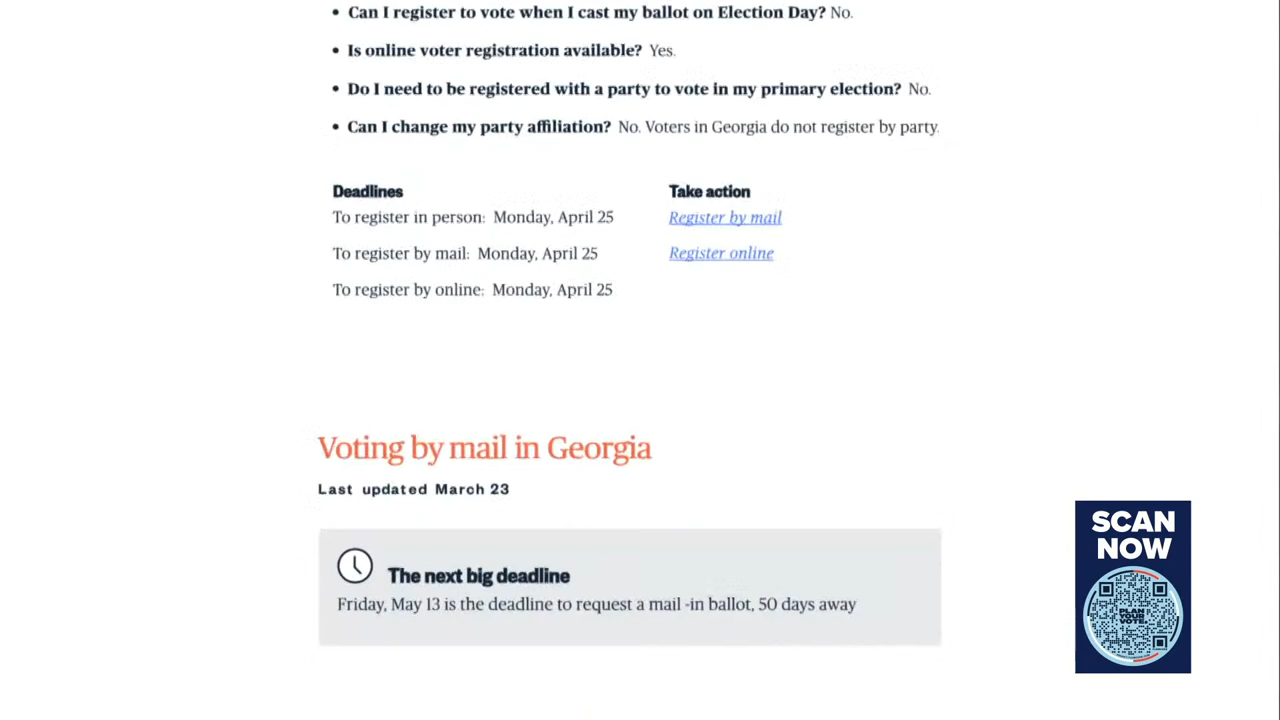 • Can I register to vote when I cast my ballot on Election Day? No.
• Is online voter registration available? Yes.
• Do I need to be registered with a party to vote in my primary election? No.
• Can I change my party affiliation? No. Voters in Georgia do not register by party.
Deadlines
To register in person: Monday, April 25
To register by mail: Monday, April 25
To register by online: Monday, April 25
Take action
Register by mail
Register online
Voting by mail in Georgia
Last updated March 23
The next big deadline
Friday, May 13 is the deadline to request a mail -in ballot, 50 days away
SCAN
NOW
PLAN
YOUR
VOTE.